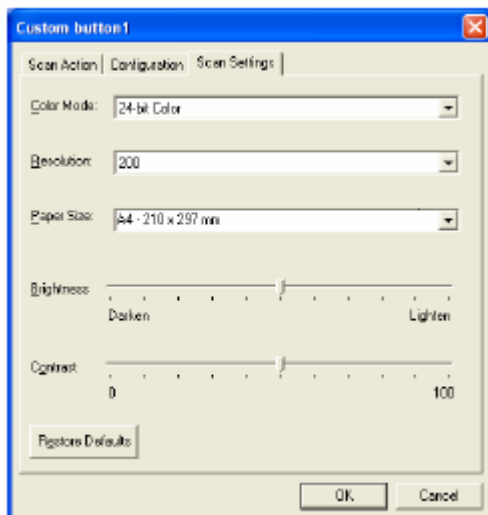 Custom button1
Scan Action Configuration Scan Settings
Color Mode: 24-bit Color
Resolution: 200
Paper Size: A4 - 210 x 297 mm
Brightness
Darken Lighten
Contrast
0 100
Restore Defaults
OK Cancel